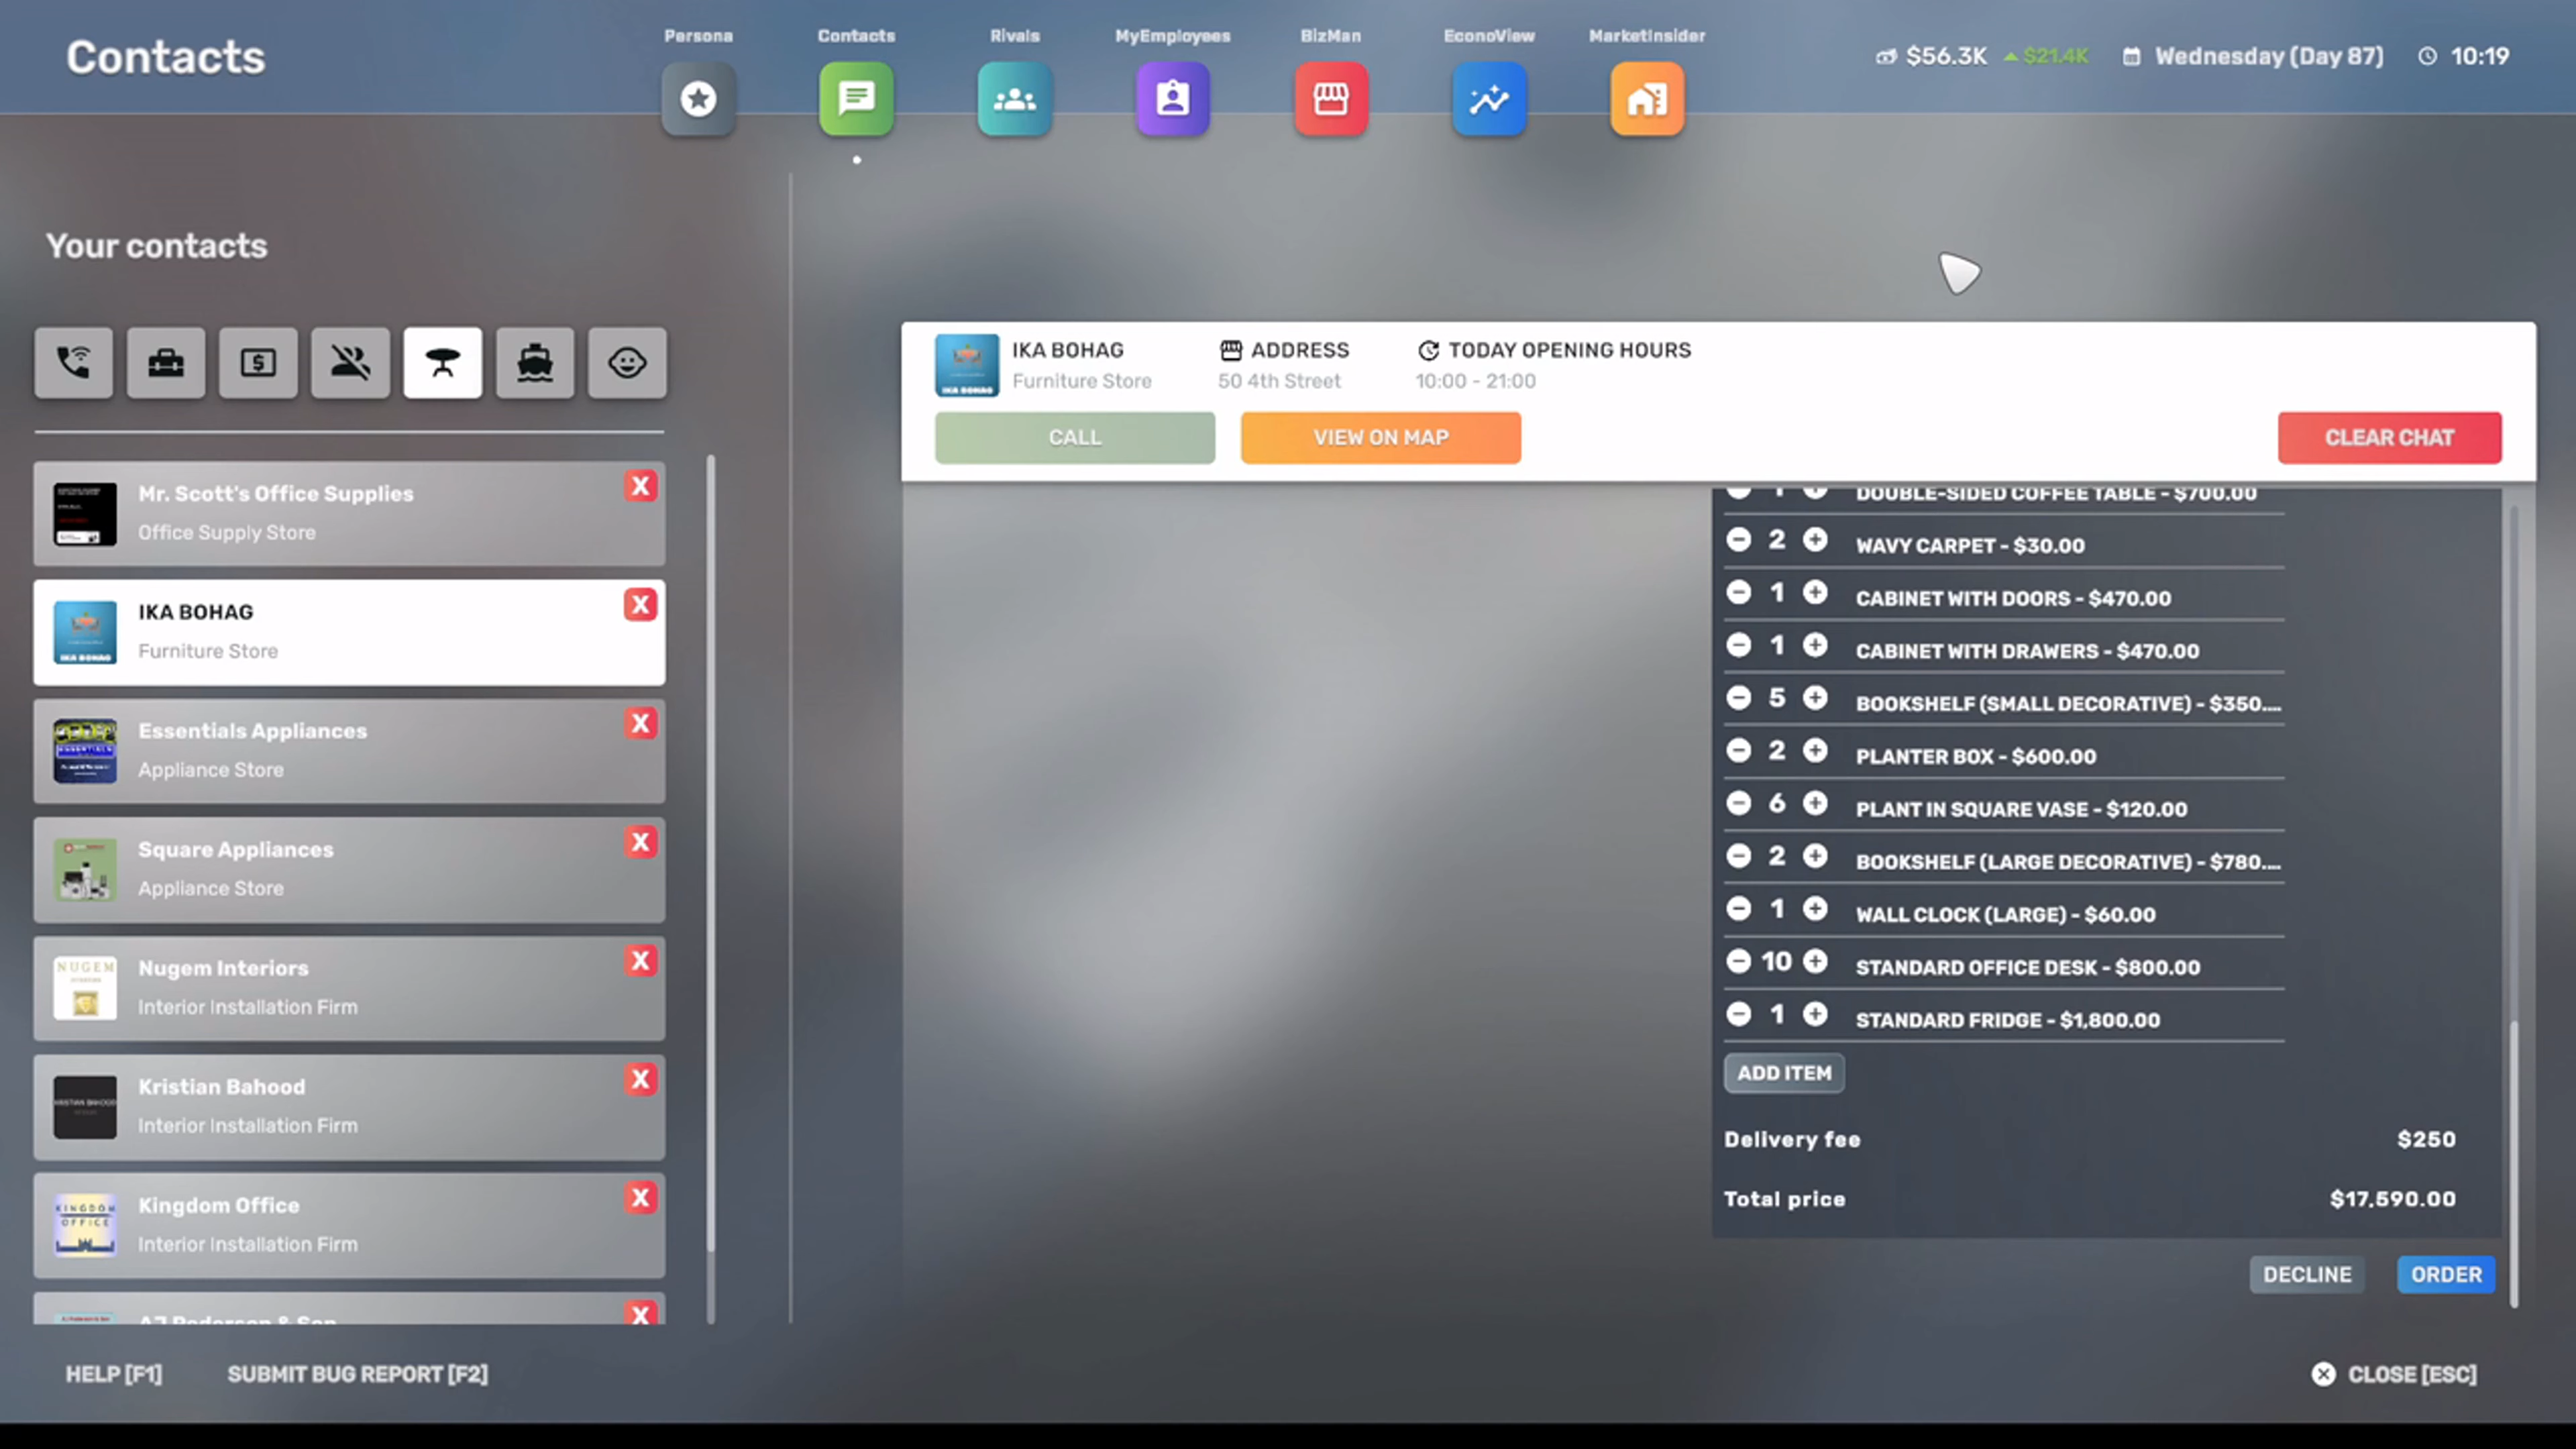 Contacts
Persona
Contacts
Rivals
MyEmployees
BizMan
EconoView
MarketInsider
$56.3K
$21.4K
Wednesday (Day 87)
10:19
Your contacts
Mr. Scott's Office Supplies
Office Supply Store
X
IKA BOHAG
Furniture Store
X
Essentials Appliances
Appliance Store
X
Square Appliances
Appliance Store
X
Nugem Interiors
Interior Installation Firm
X
Kristian Bahood
Interior Installation Firm
X
Kingdom Office
Interior Installation Firm
X
AJ Pederson & Son
X
IKA BOHAG
Furniture Store
ADDRESS
50 4th Street
TODAY OPENING HOURS
10:00 - 21:00
CALL
VIEW ON MAP
CLEAR CHAT
1 DOUBLE-SIDED COFFEE TABLE - $700.00
2 WAVY CARPET - $30.00
1 CABINET WITH DOORS - $470.00
1 CABINET WITH DRAWERS - $470.00
5 BOOKSHELF (SMALL DECORATIVE) - $350....
2 PLANTER BOX - $600.00
6 PLANT IN SQUARE VASE - $120.00
2 BOOKSHELF (LARGE DECORATIVE) - $780....
1 WALL CLOCK (LARGE) - $60.00
10 STANDARD OFFICE DESK - $800.00
1 STANDARD FRIDGE - $1,800.00
ADD ITEM
Delivery fee $250
Total price $17,590.00
DECLINE
ORDER
HELP [F1]
SUBMIT BUG REPORT [F2]
CLOSE [ESC]